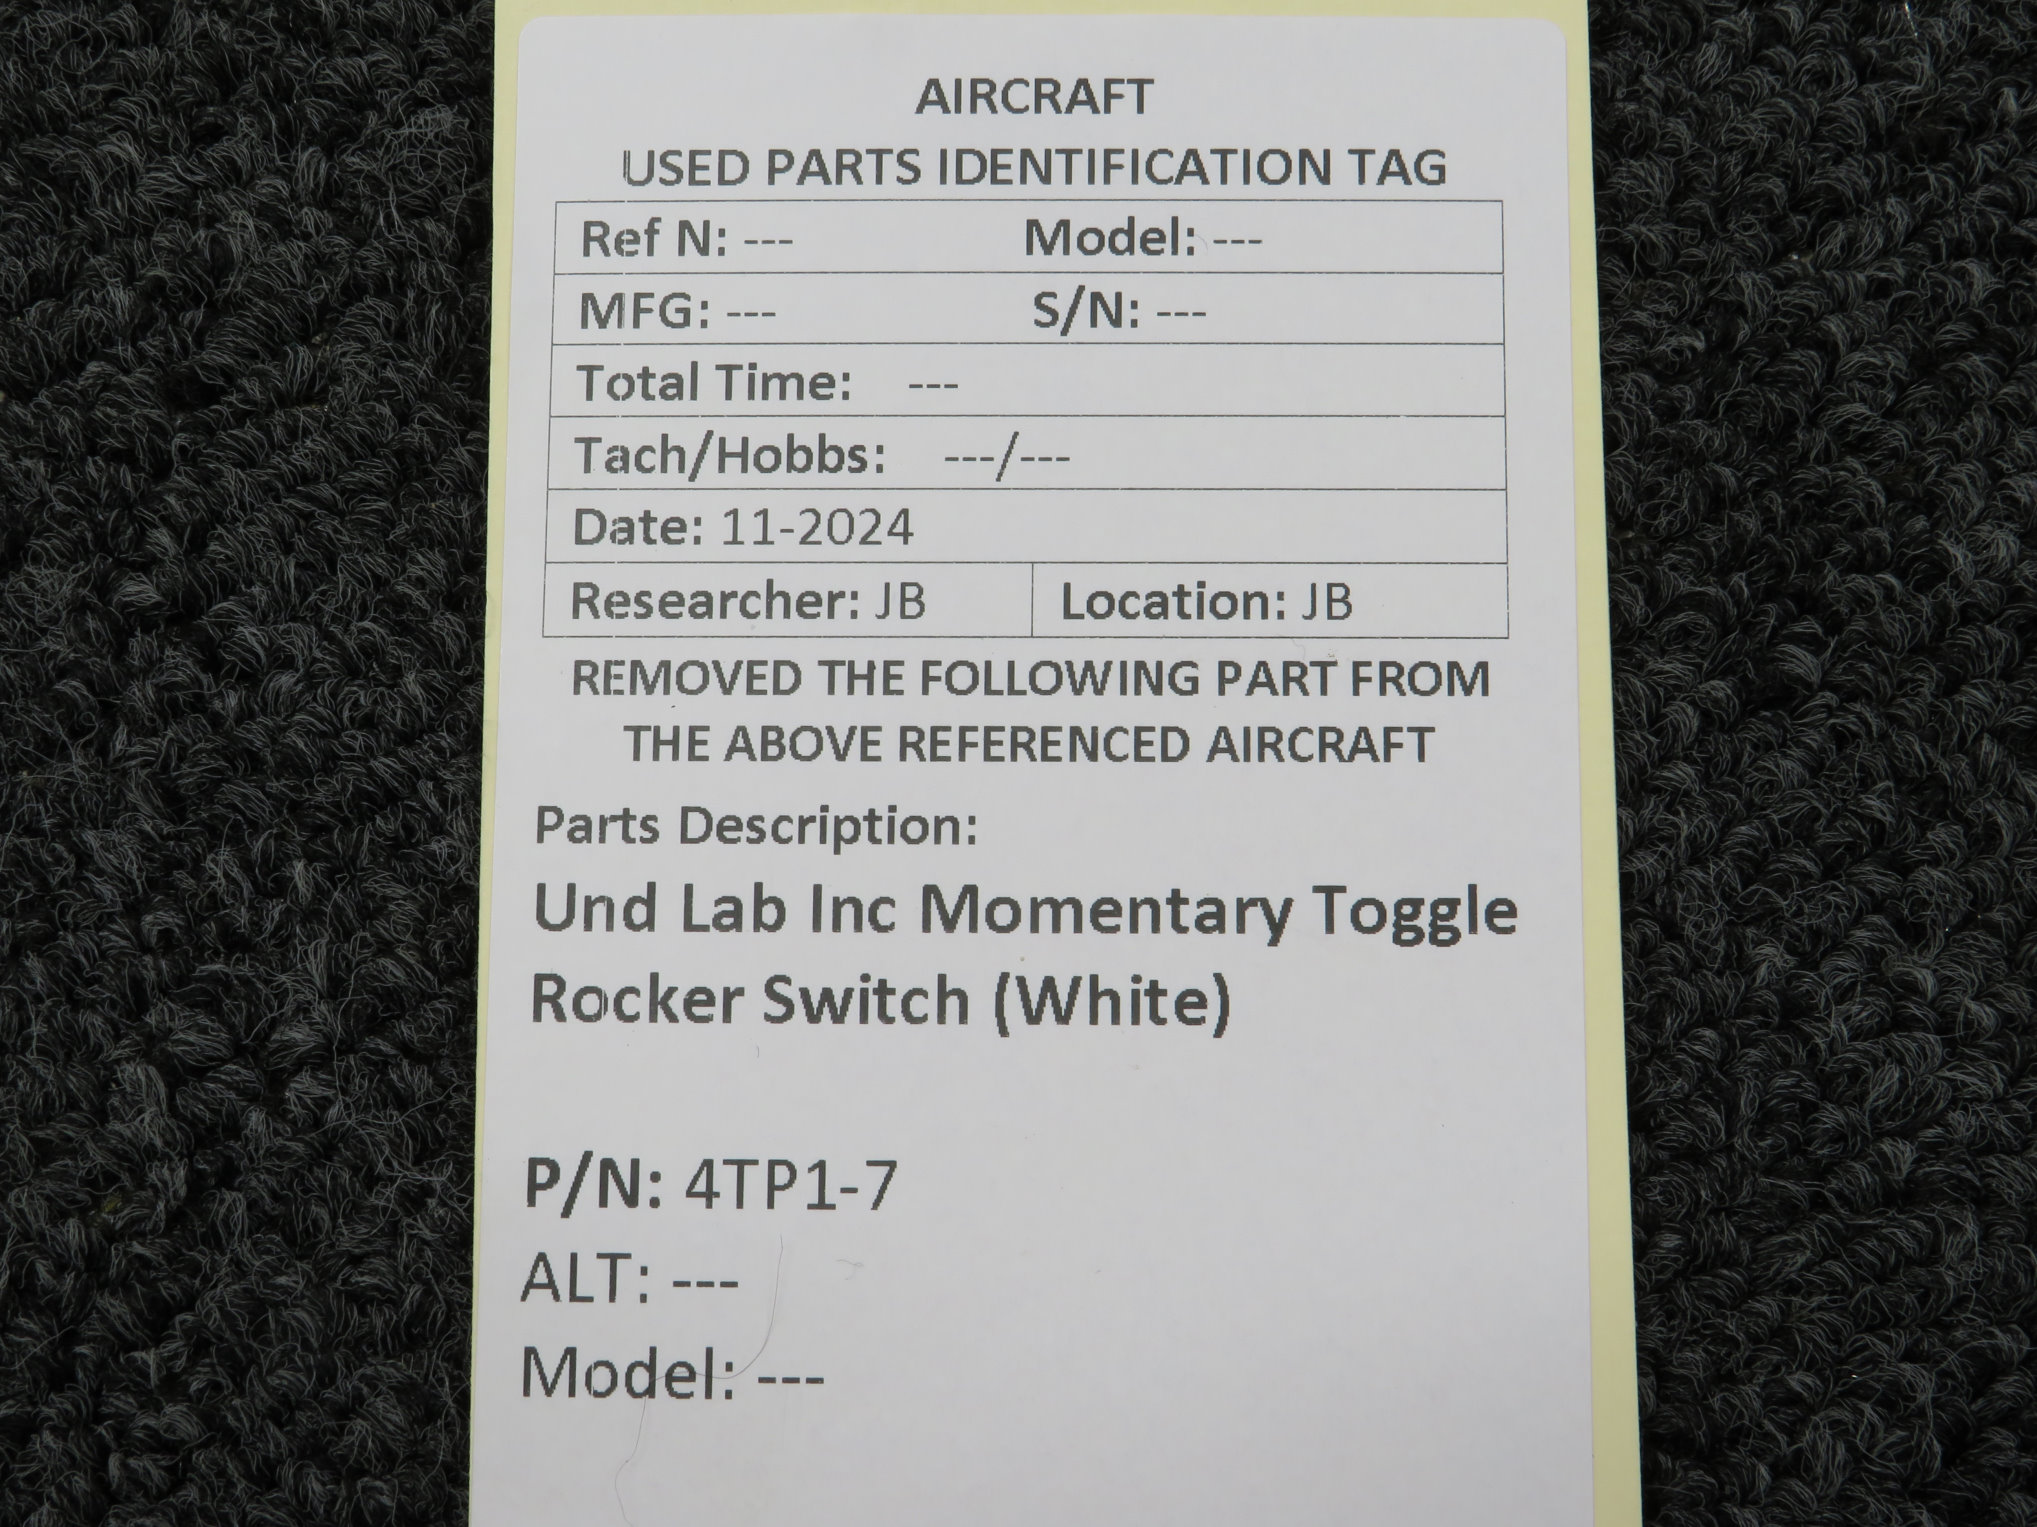 AIRCRAFT
USED PARTS IDENTIFICATION TAG
Ref N: --- Model: ---
MFG: --- S/N: ---
Total Time: ---
Tach/Hobbs: ---/---
Date: 11-2024
Researcher: JB Location: JB
REMOVED THE FOLLOWING PART FROM
THE ABOVE REFERENCED AIRCRAFT
Parts Description:
Und Lab Inc Momentary Toggle
Rocker Switch (White)
P/N: 4TP1-7
ALT: ---
Model: ---